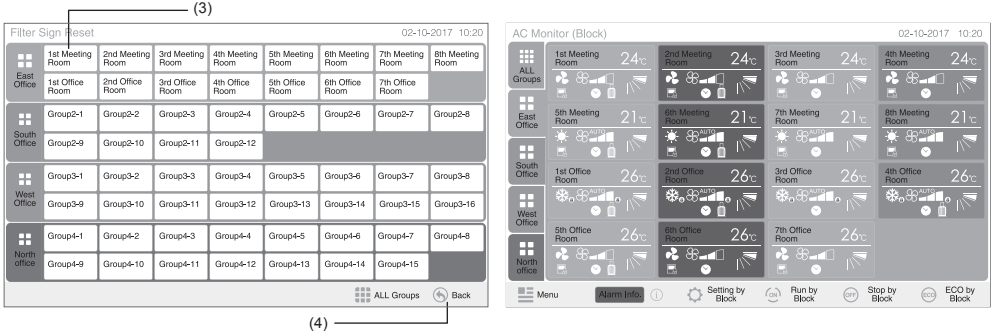 (3)
Filter Sign Reset 02-10-2017 10:20
East Office
1st Meeting Room 2nd Meeting Room 3rd Meeting Room 4th Meeting Room 5th Meeting Room 6th Meeting Room 7th Meeting Room 8th Meeting Room
1st Office Room 2nd Office Room 3rd Office Room 4th Office Room 5th Office Room 6th Office Room 7th Office Room
South Office
Group2-1 Group2-2 Group2-3 Group2-4 Group2-5 Group2-6 Group2-7 Group2-8
Group2-9 Group2-10 Group2-11 Group2-12
West Office
Group3-1 Group3-2 Group3-3 Group3-4 Group3-5 Group3-6 Group3-7 Group3-8
Group3-9 Group3-10 Group3-11 Group3-12 Group3-13 Group3-14 Group3-15 Group3-16
North office
Group4-1 Group4-2 Group4-3 Group4-4 Group4-5 Group4-6 Group4-7 Group4-8
Group4-9 Group4-10 Group4-11 Group4-12 Group4-13 Group4-14 Group4-15
ALL Groups Back
(4)
AC Monitor (Block) 02-10-2017 10:20
ALL Groups
East Office
South Office
West Office
North office
1st Meeting Room 24°C 2nd Meeting Room 24°C 3rd Meeting Room 24°C 4th Meeting Room 24°C
5th Meeting Room 21°C 6th Meeting Room 21°C 7th Meeting Room 21°C 8th Meeting Room 21°C
AUTO AUTO AUTO AUTO
1st Office Room 26°C 2nd Office Room 26°C 3rd Office Room 26°C 4th Office Room 26°C
AUTO AUTO AUTO AUTO
5th Office Room 26°C 6th Office Room 26°C 7th Office Room 26°C
Menu Alarm Info. i Setting by Block ON Run by Block OFF Stop by Block ECO ECO by Block